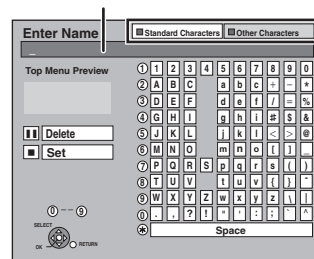 Enter Name
Standard Characters Other Characters
_
Top Menu Preview
Delete
Set
① 1 2 3 4 5 6 7 8 9 0
② A B C a b c + - *
③ D E F d e f / = %
④ G H I g h i # $ &
⑤ J K L j k l < > @
⑥ M N O m n o [ ] _
⑦ P Q R S p q r s ( )
⑧ T U V t u v { } ~
⑨ W X Y Z w x y z \ |
⓪ . , ? ! " ' : ; ` ^
✱ Space
⓪ -- ⑨
SELECT
OK
RETURN